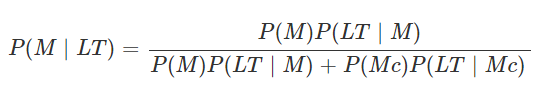 P(M | LT) = P(M)P(LT | M) / P(M)P(LT | M) + P(Mc)P(LT | Mc)